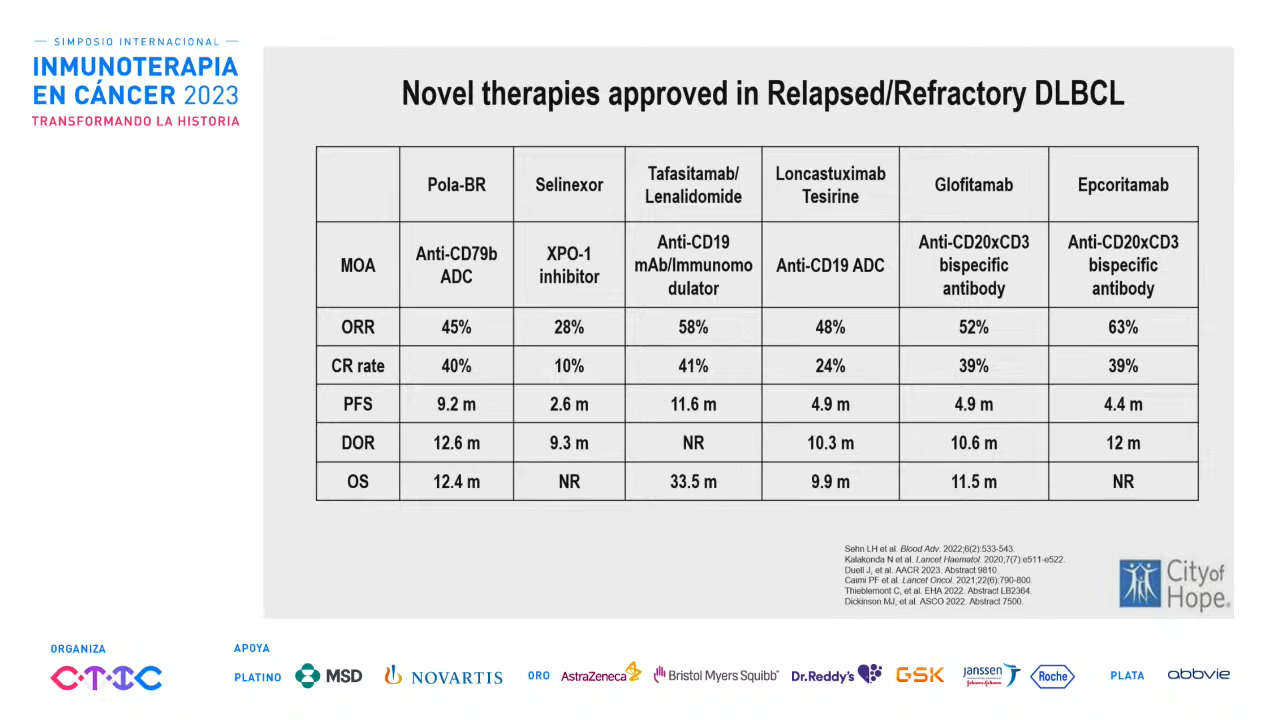 — SIMPOSIO INTERNACIONAL —
INMUNOTERAPIA
EN CÁNCER 2023
TRANSFORMANDO LA HISTORIA
Novel therapies approved in Relapsed/Refractory DLBCL
Pola-BR Selinexor Tafasitamab/ Lenalidomide Loncastuximab Tesirine Glofitamab Epcoritamab
MOA Anti-CD79b ADC XPO-1 inhibitor Anti-CD19 mAb/Immunomo dulator Anti-CD19 ADC Anti-CD20xCD3 bispecific antibody Anti-CD20xCD3 bispecific antibody
ORR 45% 28% 58% 48% 52% 63%
CR rate 40% 10% 41% 24% 39% 39%
PFS 9.2 m 2.6 m 11.6 m 4.9 m 4.9 m 4.4 m
DOR 12.6 m 9.3 m NR 10.3 m 10.6 m 12 m
OS 12.4 m NR 33.5 m 9.9 m 11.5 m NR
Sehn LH et al. Blood Adv. 2022;6(2):533-543.
Kalakonda N et al. Lancet Haematol. 2020;7(7):e511-e522.
Duell J, et al. AACR 2023. Abstract 9810.
Caimi PF et al. Lancet Oncol. 2021;22(6):790-800.
Thieblemont C, et al. EHA 2022. Abstract LB2364.
Dickinson MJ, et al. ASCO 2022. Abstract 7500.
City of
Hope.
ORGANIZA
CTIC
APOYA
PLATINO MSD NOVARTIS ORO AstraZeneca Bristol Myers Squibb Dr.Reddy's GSK Janssen Roche PLATA abbvie
Johnson & Johnson